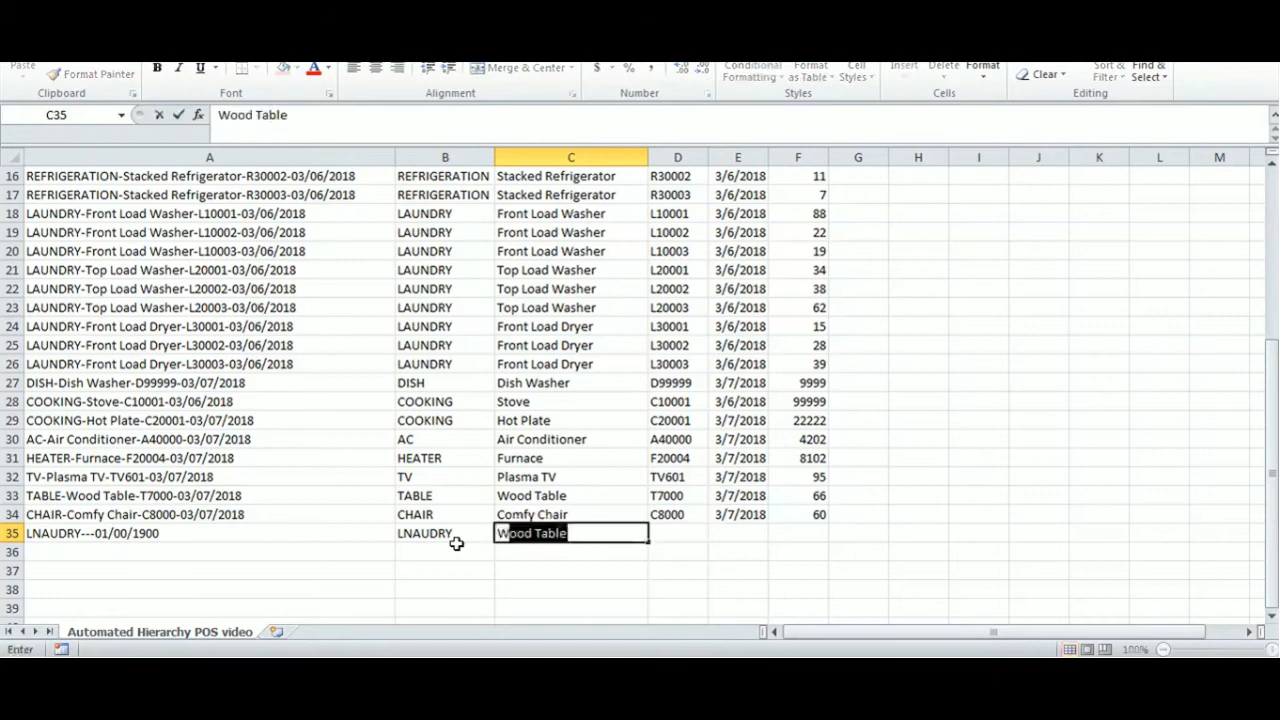 Paste Format Painter B I U A Merge & Center $ % , Conditional Formatting Format as Table Cell Styles Insert Delete Format Clear Sort & Filter Find & Select
Clipboard Font Alignment Number Styles Cells Editing
C35 fx Wood Table
A B C D E F G H I J K L M
16 REFRIGERATION-Stacked Refrigerator-R30002-03/06/2018 REFRIGERATION Stacked Refrigerator R30002 3/6/2018 11
17 REFRIGERATION-Stacked Refrigerator-R30003-03/06/2018 REFRIGERATION Stacked Refrigerator R30003 3/6/2018 7
18 LAUNDRY-Front Load Washer-L10001-03/06/2018 LAUNDRY Front Load Washer L10001 3/6/2018 88
19 LAUNDRY-Front Load Washer-L10002-03/06/2018 LAUNDRY Front Load Washer L10002 3/6/2018 22
20 LAUNDRY-Front Load Washer-L10003-03/06/2018 LAUNDRY Front Load Washer L10003 3/6/2018 19
21 LAUNDRY-Top Load Washer-L20001-03/06/2018 LAUNDRY Top Load Washer L20001 3/6/2018 34
22 LAUNDRY-Top Load Washer-L20002-03/06/2018 LAUNDRY Top Load Washer L20002 3/6/2018 38
23 LAUNDRY-Top Load Washer-L20003-03/06/2018 LAUNDRY Top Load Washer L20003 3/6/2018 62
24 LAUNDRY-Front Load Dryer-L30001-03/06/2018 LAUNDRY Front Load Dryer L30001 3/6/2018 15
25 LAUNDRY-Front Load Dryer-L30002-03/06/2018 LAUNDRY Front Load Dryer L30002 3/6/2018 28
26 LAUNDRY-Front Load Dryer-L30003-03/06/2018 LAUNDRY Front Load Dryer L30003 3/6/2018 39
27 DISH-Dish Washer-D99999-03/07/2018 DISH Dish Washer D99999 3/7/2018 9999
28 COOKING-Stove-C10001-03/06/2018 COOKING Stove C10001 3/6/2018 99999
29 COOKING-Hot Plate-C20001-03/07/2018 COOKING Hot Plate C20001 3/7/2018 22222
30 AC-Air Conditioner-A40000-03/07/2018 AC Air Conditioner A40000 3/7/2018 4202
31 HEATER-Furnace-F20004-03/07/2018 HEATER Furnace F20004 3/7/2018 8102
32 TV-Plasma TV-TV601-03/07/2018 TV Plasma TV TV601 3/7/2018 95
33 TABLE-Wood Table-T7000-03/07/2018 TABLE Wood Table T7000 3/7/2018 66
34 CHAIR-Comfy Chair-C8000-03/07/2018 CHAIR Comfy Chair C8000 3/7/2018 60
35 LNAUDRY---01/00/1900 LNAUDRY Wood Table
36
37
38
39
Automated Hierarchy POS video
Enter 100%